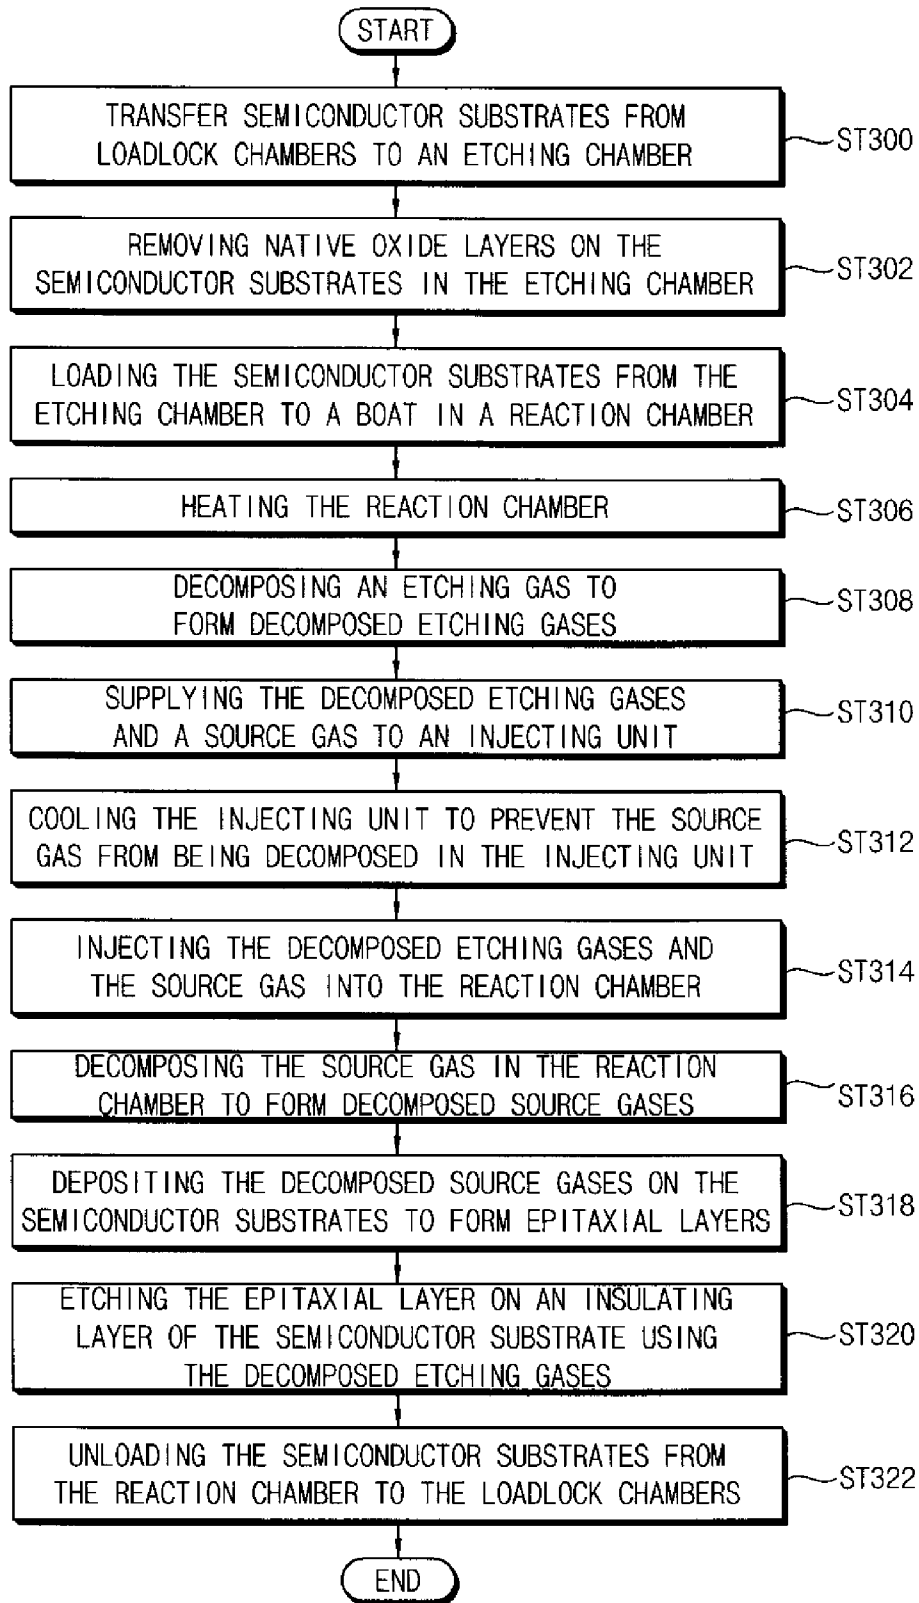 START
TRANSFER SEMICONDUCTOR SUBSTRATES FROM
LOADLOCK CHAMBERS TO AN ETCHING CHAMBER
ST300
REMOVING NATIVE OXIDE LAYERS ON THE
SEMICONDUCTOR SUBSTRATES IN THE ETCHING CHAMBER
ST302
LOADING THE SEMICONDUCTOR SUBSTRATES FROM THE
ETCHING CHAMBER TO A BOAT IN A REACTION CHAMBER
ST304
HEATING THE REACTION CHAMBER
ST306
DECOMPOSING AN ETCHING GAS TO
FORM DECOMPOSED ETCHING GASES
ST308
SUPPLYING THE DECOMPOSED ETCHING GASES
AND A SOURCE GAS TO AN INJECTING UNIT
ST310
COOLING THE INJECTING UNIT TO PREVENT THE SOURCE
GAS FROM BEING DECOMPOSED IN THE INJECTING UNIT
ST312
INJECTING THE DECOMPOSED ETCHING GASES AND
THE SOURCE GAS INTO THE REACTION CHAMBER
ST314
DECOMPOSING THE SOURCE GAS IN THE REACTION
CHAMBER TO FORM DECOMPOSED SOURCE GASES
ST316
DEPOSITING THE DECOMPOSED SOURCE GASES ON THE
SEMICONDUCTOR SUBSTRATES TO FORM EPITAXIAL LAYERS
ST318
ETCHING THE EPITAXIAL LAYER ON AN INSULATING
LAYER OF THE SEMICONDUCTOR SUBSTRATE USING
THE DECOMPOSED ETCHING GASES
ST320
UNLOADING THE SEMICONDUCTOR SUBSTRATES FROM
THE REACTION CHAMBER TO THE LOADLOCK CHAMBERS
ST322
END